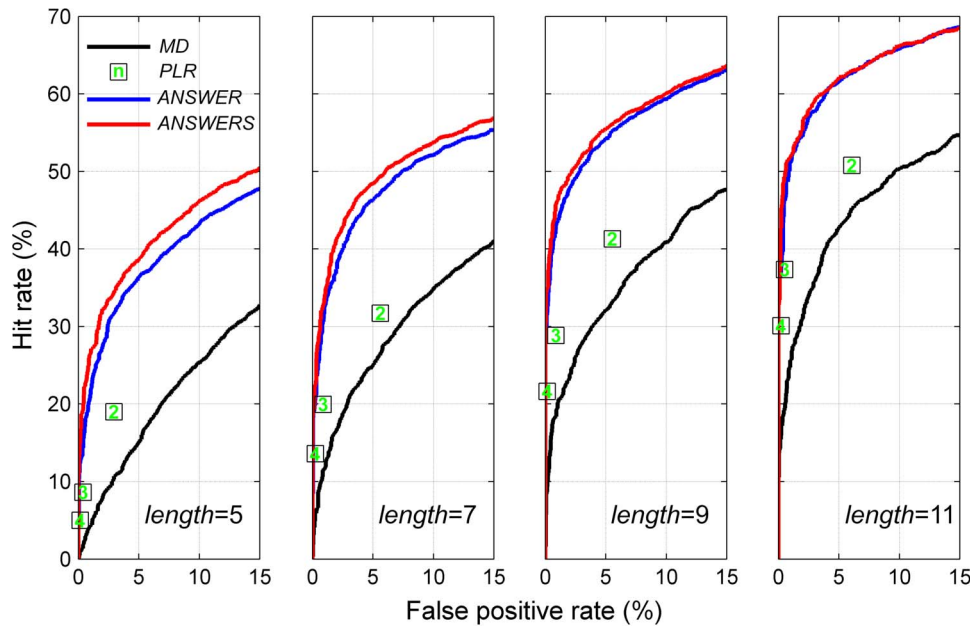 70
60
50
40
30
20
10
0
Hit rate (%)
MD
n PLR
ANSWER
ANSWERS
2
3
4
length=5
0 5 10 15
2
3
4
length=7
0 5 10 15
2
3
4
length=9
0 5 10 15
2
3
4
length=11
0 5 10 15
False positive rate (%)